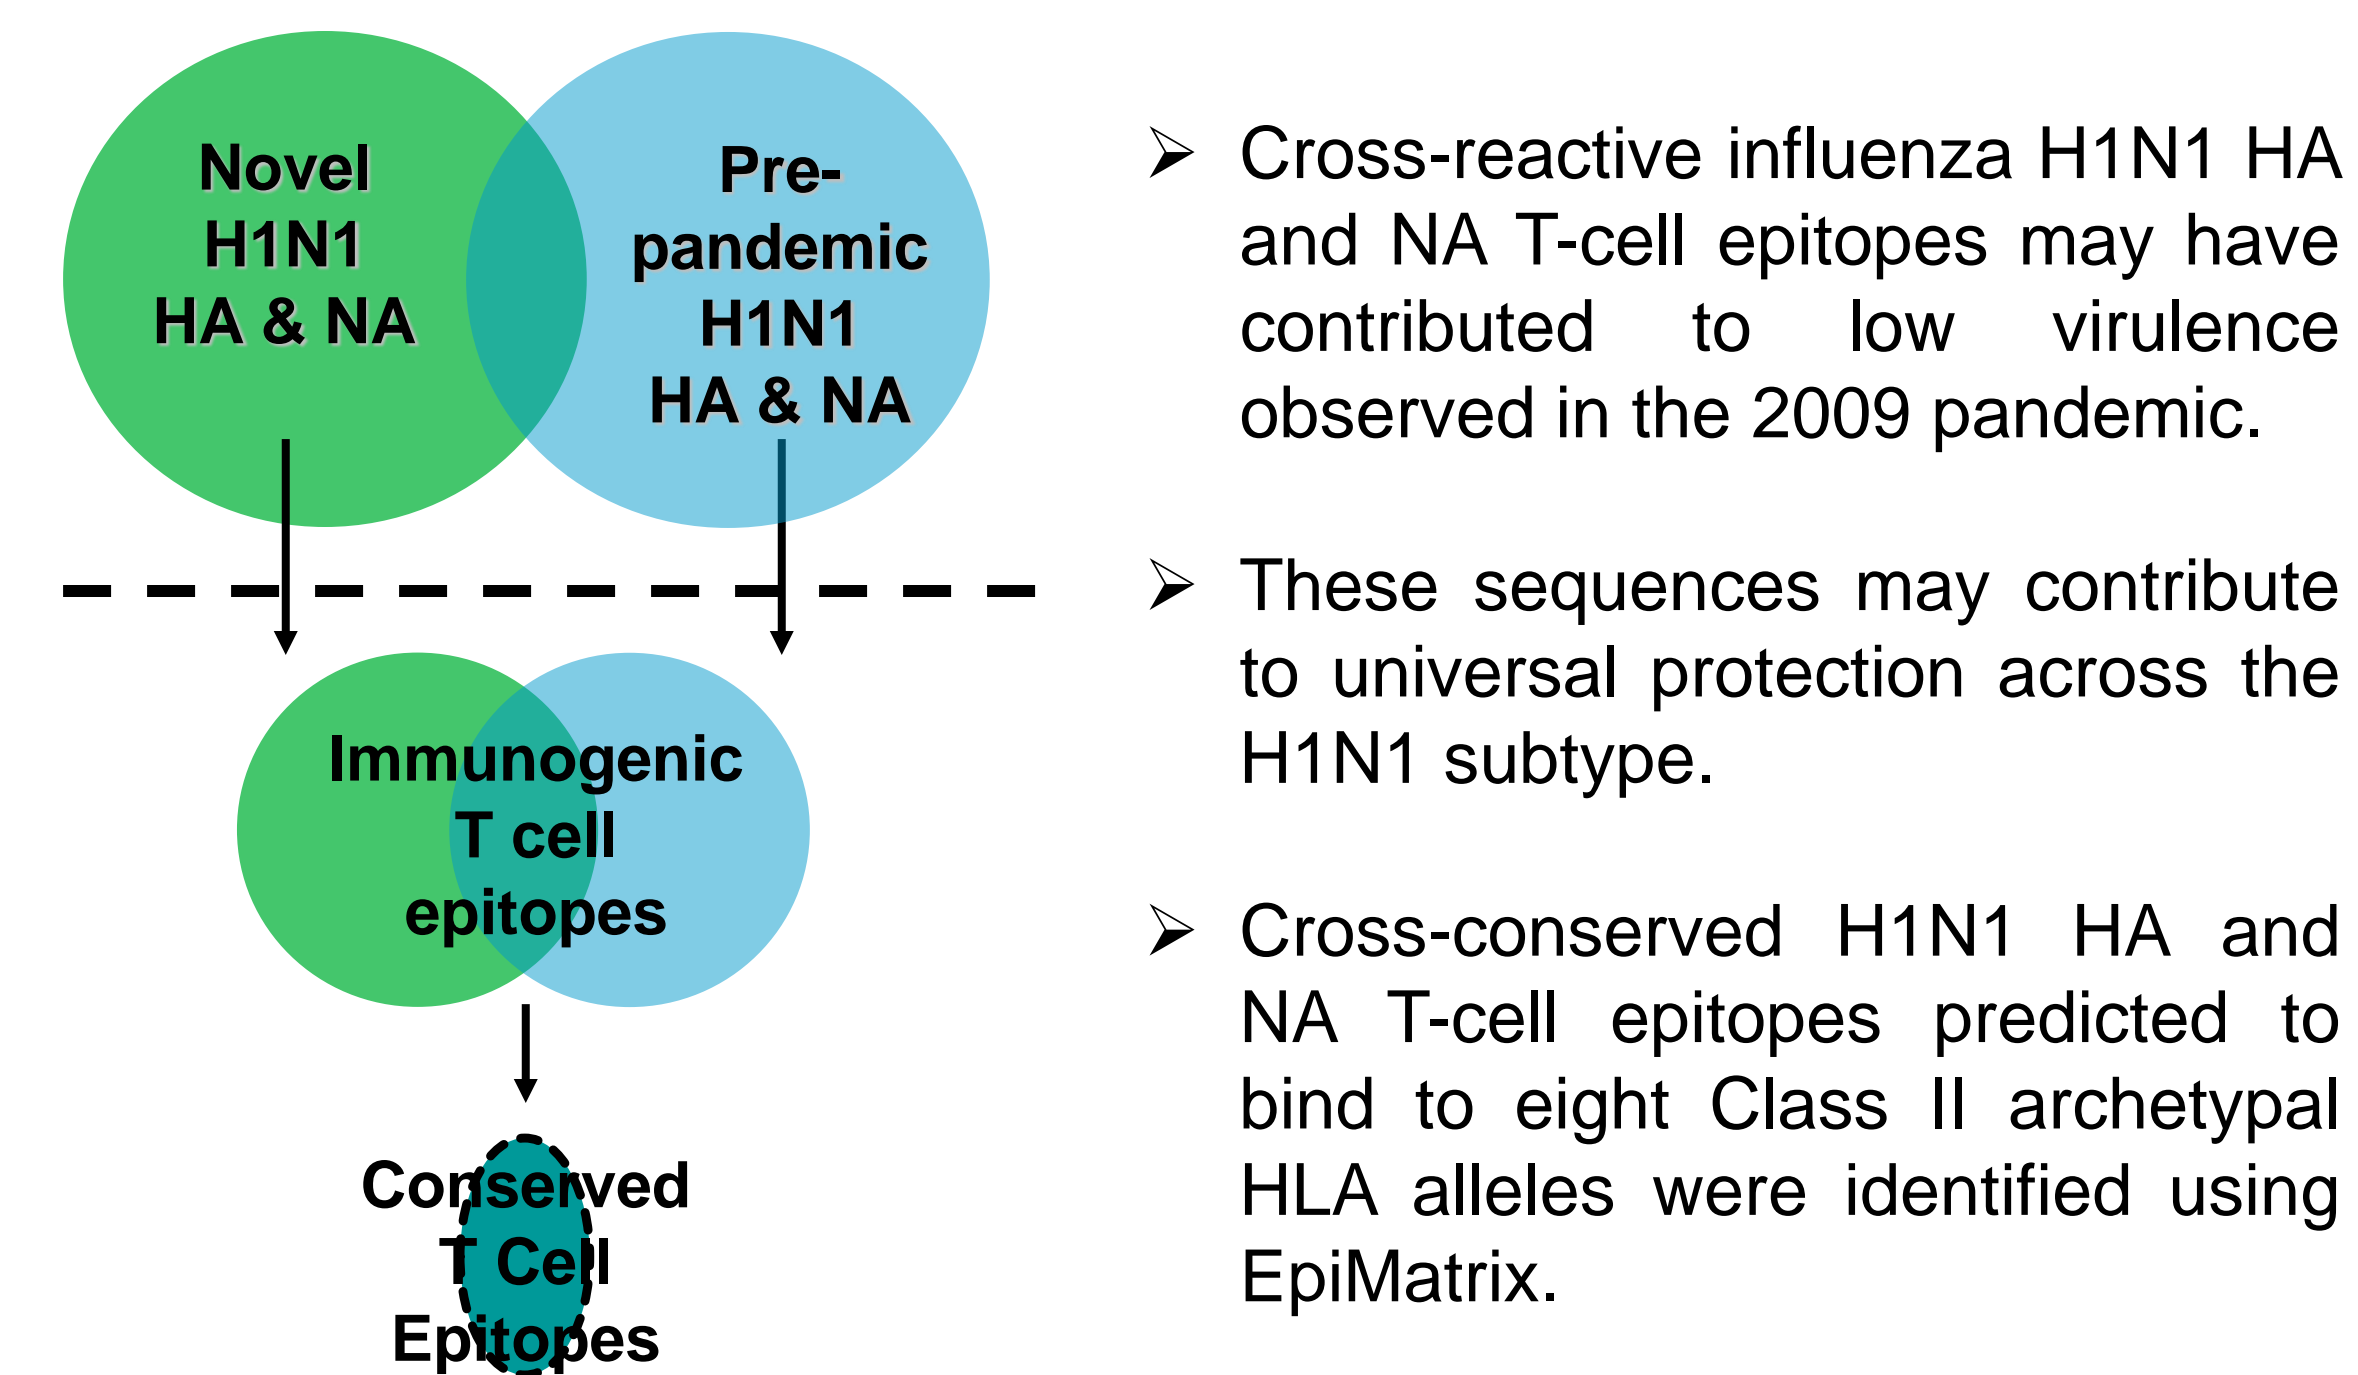 Novel
H1N1
HA & NA
Pre-
pandemic
H1N1
HA & NA
Immunogenic
T cell
epitopes
Conserved
T Cell
Epitopes
➢ Cross-reactive influenza H1N1 HA
and NA T-cell epitopes may have
contributed to low virulence
observed in the 2009 pandemic.
➢ These sequences may contribute
to universal protection across the
H1N1 subtype.
➢ Cross-conserved H1N1 HA and
NA T-cell epitopes predicted to
bind to eight Class II archetypal
HLA alleles were identified using
EpiMatrix.